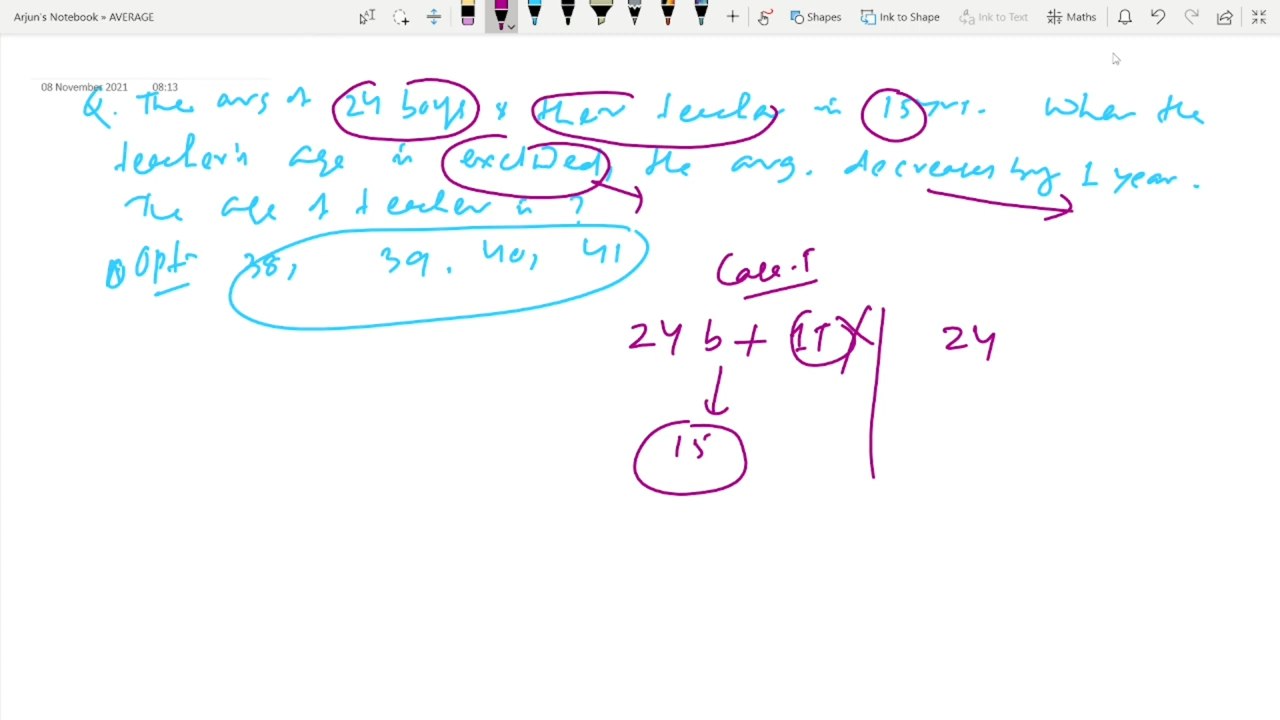 Arjun's Notebook » AVERAGE
Shapes
Ink to Shape
Ink to Text
Maths
08 November 2021 08:13
Q. The avg of 24 boys & their teacher is 15 yrs. When the
teacher's age is excluded, the avg. decreases by 1 year.
The age of teacher is ?
Opt:- 38, 39, 40, 41
Case-I
24 b + 1T 24
15